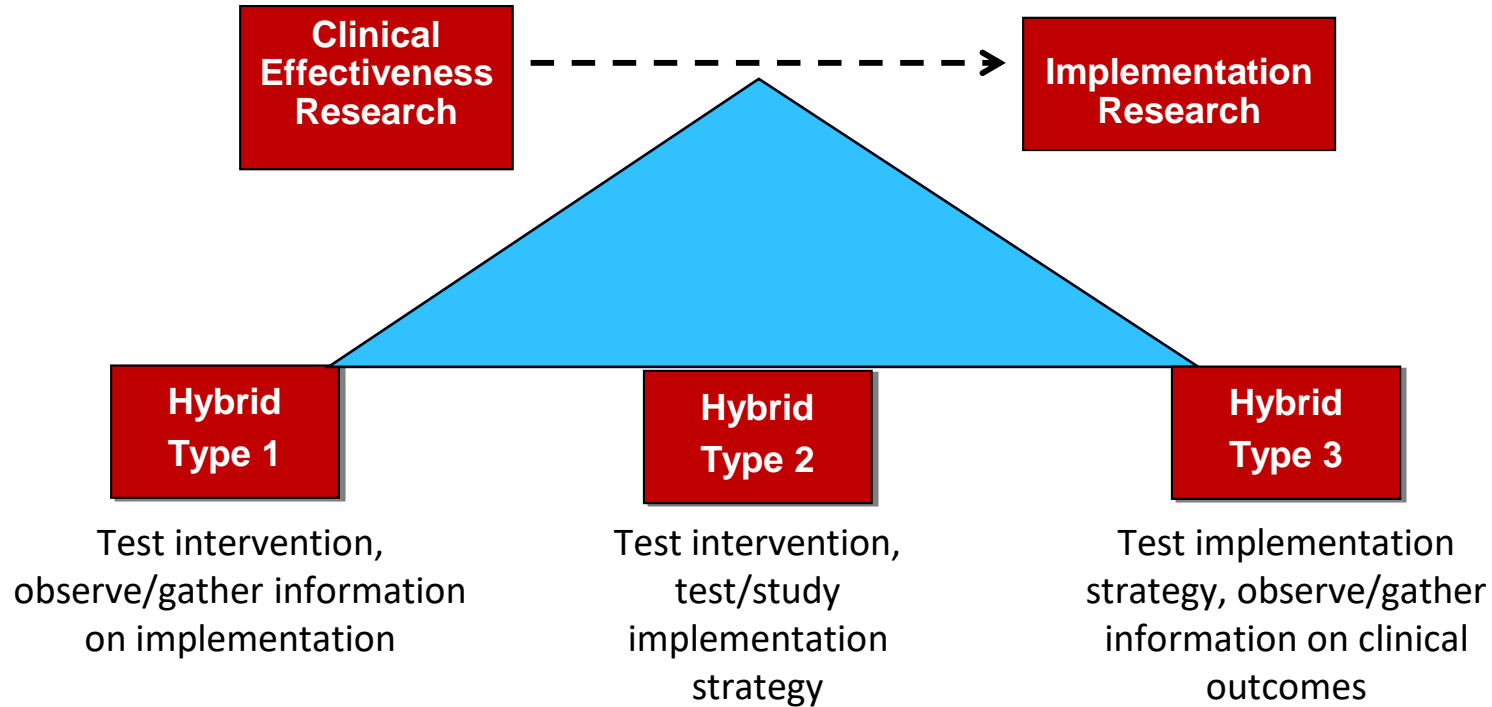 Clinical
Effectiveness
Research
Implementation
Research
Hybrid
Type 1
Hybrid
Type 2
Hybrid
Type 3
Test intervention,
observe/gather information
on implementation
Test intervention,
test/study
implementation
strategy
Test implementation
strategy, observe/gather
information on clinical
outcomes